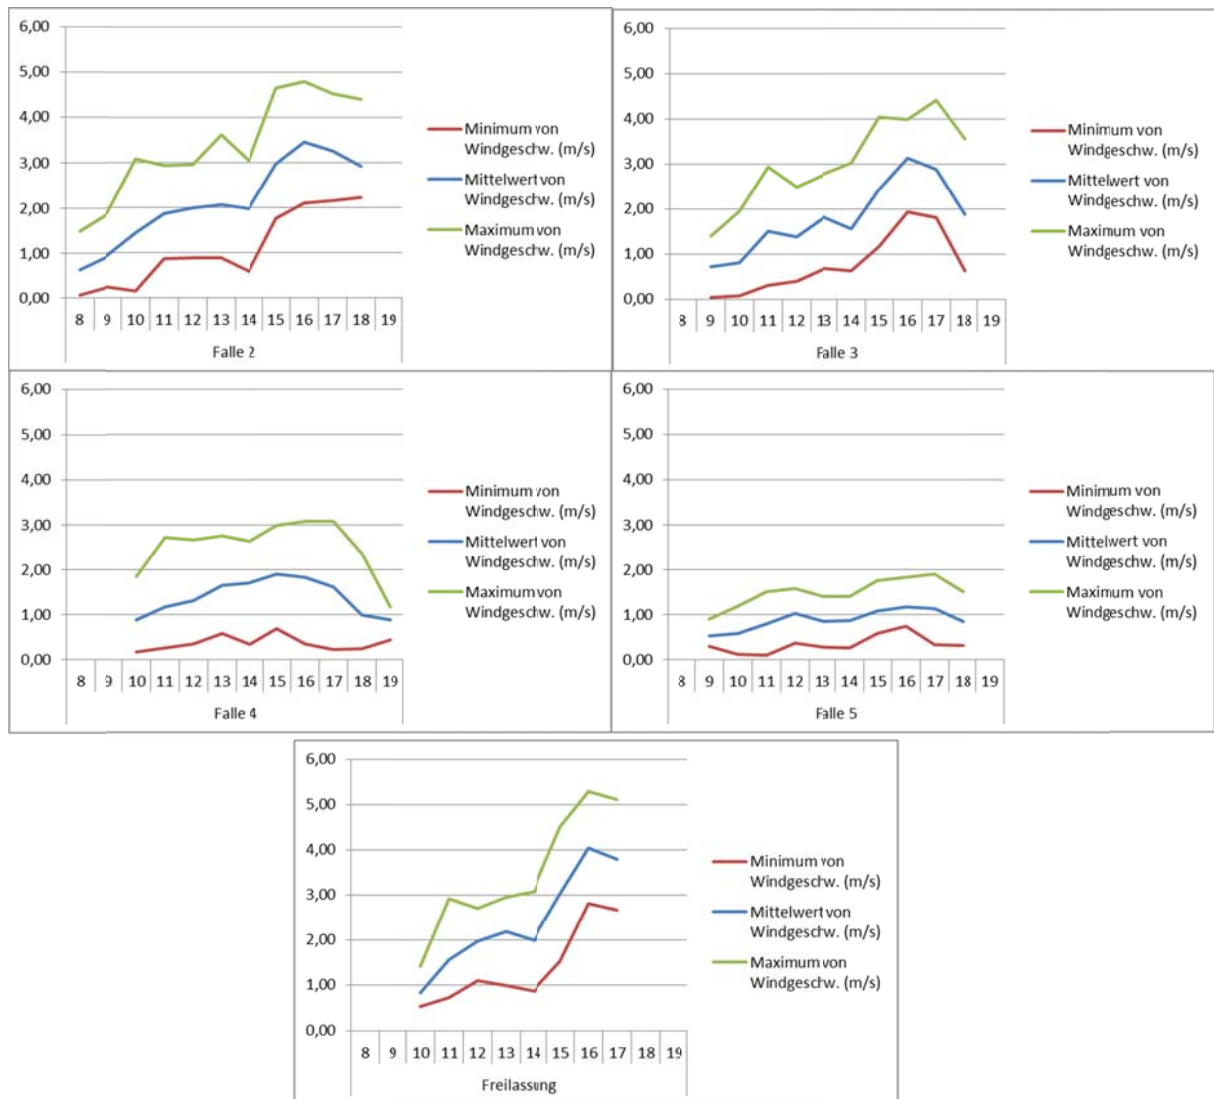 6,00
5,00
4,00
3,00
2,00
1,00
0,00
8 9 10 11 12 13 14 15 16 17 18 19
Falle 2
Minimum von
Windgeschw. (m/s)
Mittelwert von
Windgeschw. (m/s)
Maximum von
Windgeschw. (m/s)
6,00
5,00
4,00
3,00
2,00
1,00
0,00
8 9 10 11 12 13 14 15 16 17 18 19
Falle 3
Minimum von
Windgeschw. (m/s)
Mittelwert von
Windgeschw. (m/s)
Maximum von
Windgeschw. (m/s)
6,00
5,00
4,00
3,00
2,00
1,00
0,00
8 9 10 11 12 13 14 15 16 17 18 19
Falle 4
Minimum von
Windgeschw. (m/s)
Mittelwert von
Windgeschw. (m/s)
Maximum von
Windgeschw. (m/s)
6,00
5,00
4,00
3,00
2,00
1,00
0,00
8 9 10 11 12 13 14 15 16 17 18 19
Falle 5
Minimum von
Windgeschw. (m/s)
Mittelwert von
Windgeschw. (m/s)
Maximum von
Windgeschw. (m/s)
6,00
5,00
4,00
3,00
2,00
1,00
0,00
8 9 10 11 12 13 14 15 16 17 18 19
Freilassung
Minimum von
Windgeschw. (m/s)
Mittelwert von
Windgeschw. (m/s)
Maximum von
Windgeschw. (m/s)